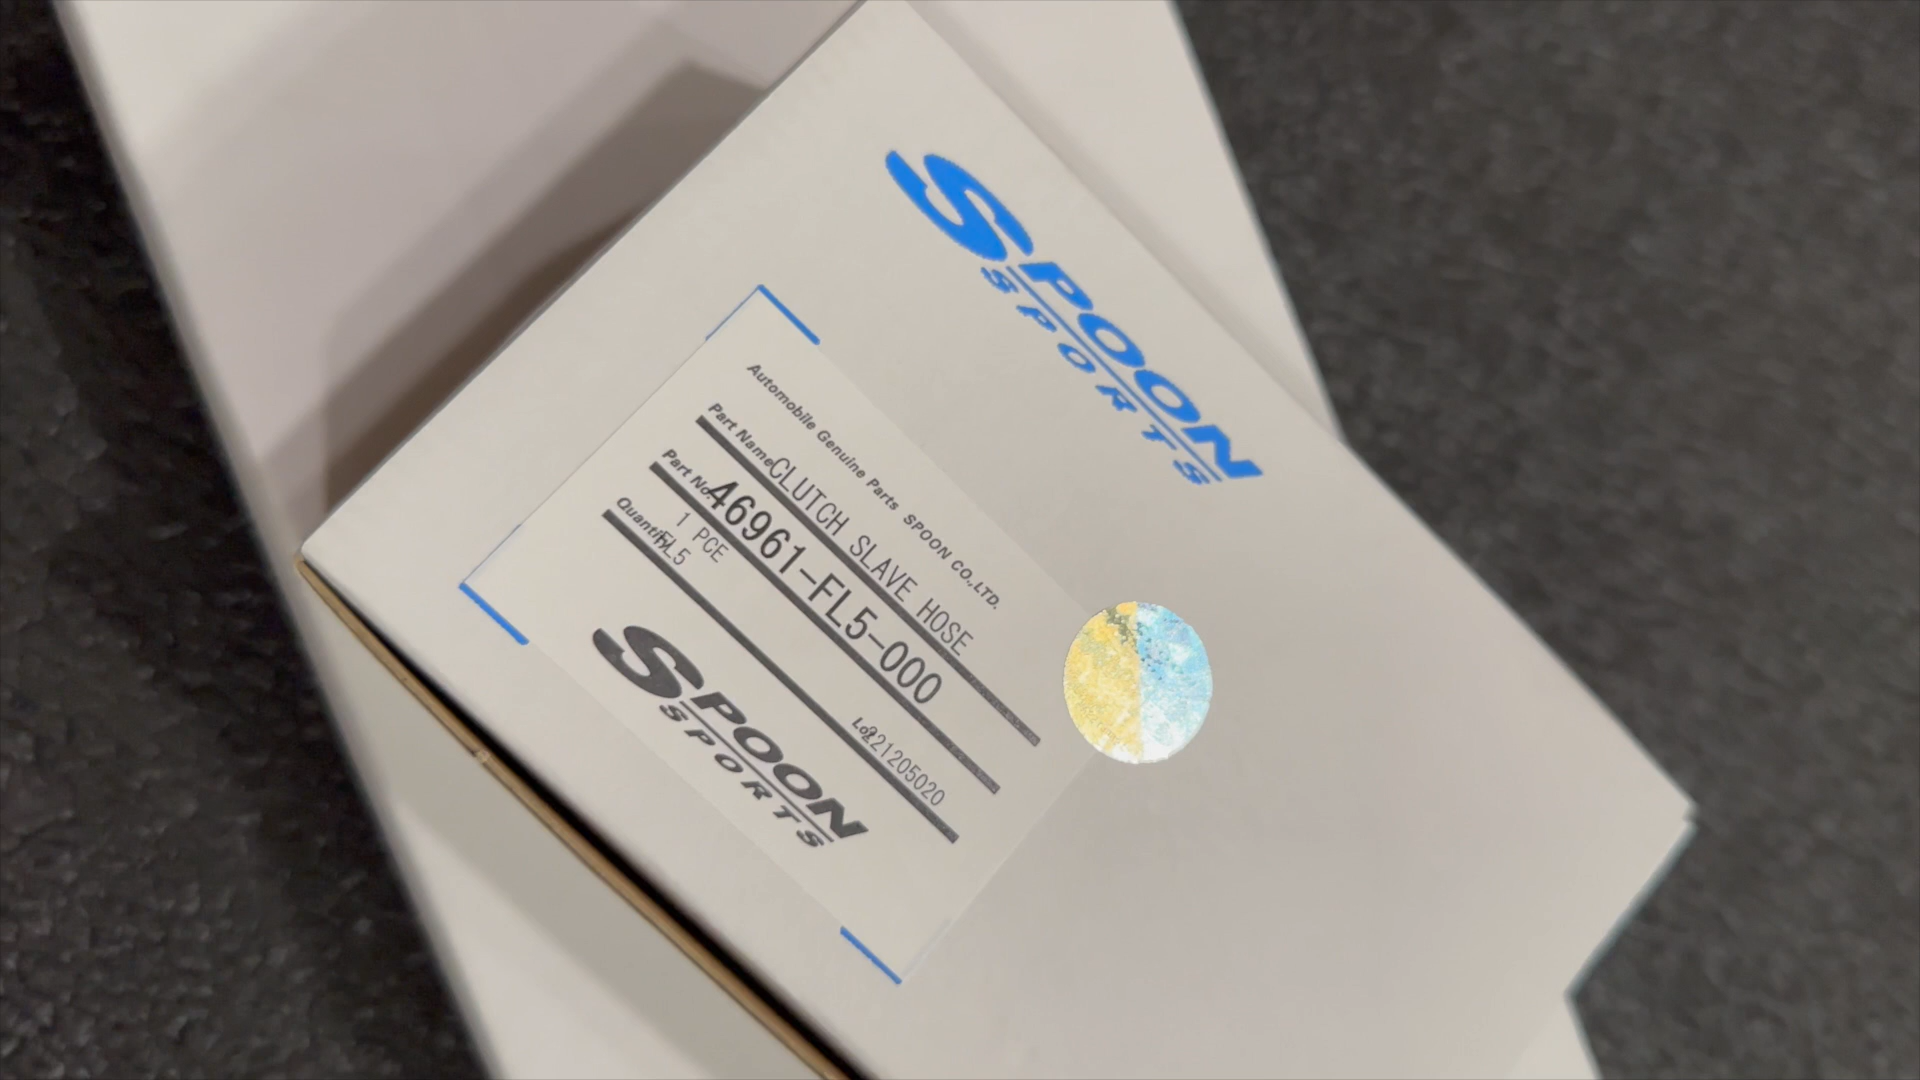 SPOON
SPORTS
Automobile Genuine Parts SPOON CO.,LTD.
Part Name CLUTCH SLAVE HOSE
Part No. 46961-FL5-000
Quantity 1 PCE
FL5
Lot 221205020
SPOON
SPORTS